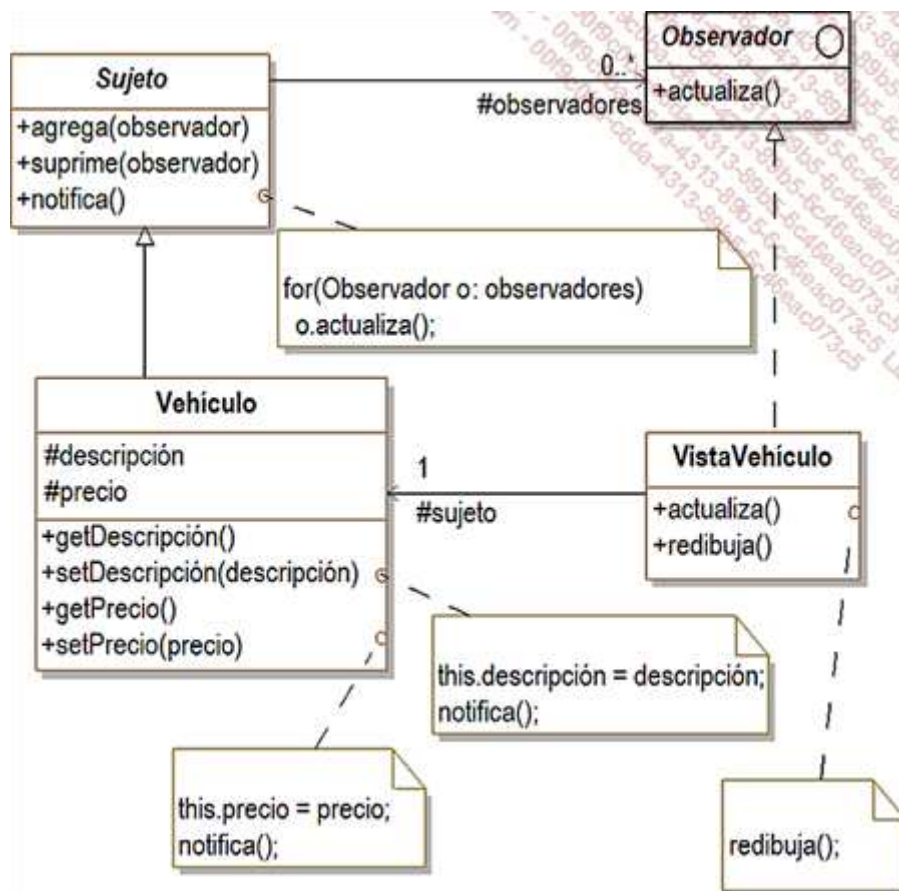 Sujeto
+agrega(observador)
+suprime(observador)
+notifica()
0..*
#observadores
Observador
+actualiza()
for(Observador o: observadores)
o.actualiza();
Vehículo
#descripción
#precio
+getDescripción()
+setDescripción(descripción)
+getPrecio()
+setPrecio(precio)
1
#sujeto
VistaVehículo
+actualiza()
+redibuja()
this.descripción = descripción;
notifica();
this.precio = precio;
notifica();
redibuja();